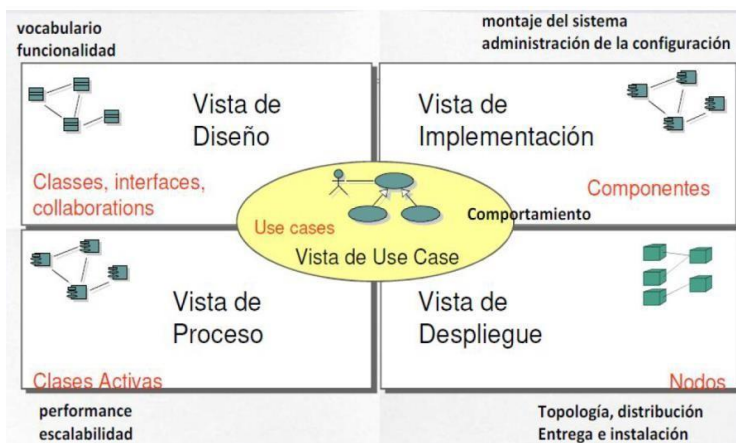 vocabulario
funcionalidad
montaje del sistema
administración de la configuración
Vista de
Diseño
Classes, interfaces,
collaborations
Vista de
Implementación
Componentes
Use cases
Comportamiento
Vista de Use Case
Vista de
Proceso
Clases Activas
Vista de
Despliegue
Nodos
performance
escalabilidad
Topología, distribución
Entrega e instalación